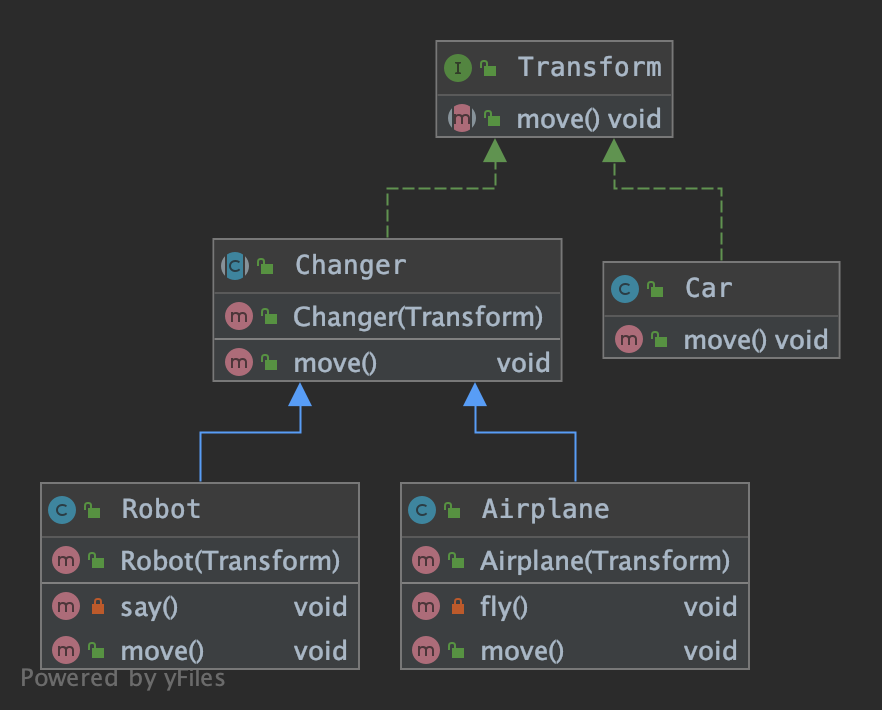 Transform
move() void
Changer
Changer(Transform)
move() void
Car
move() void
Robot
Robot(Transform)
say() void
move() void
Airplane
Airplane(Transform)
fly() void
move() void
Powered by yFiles